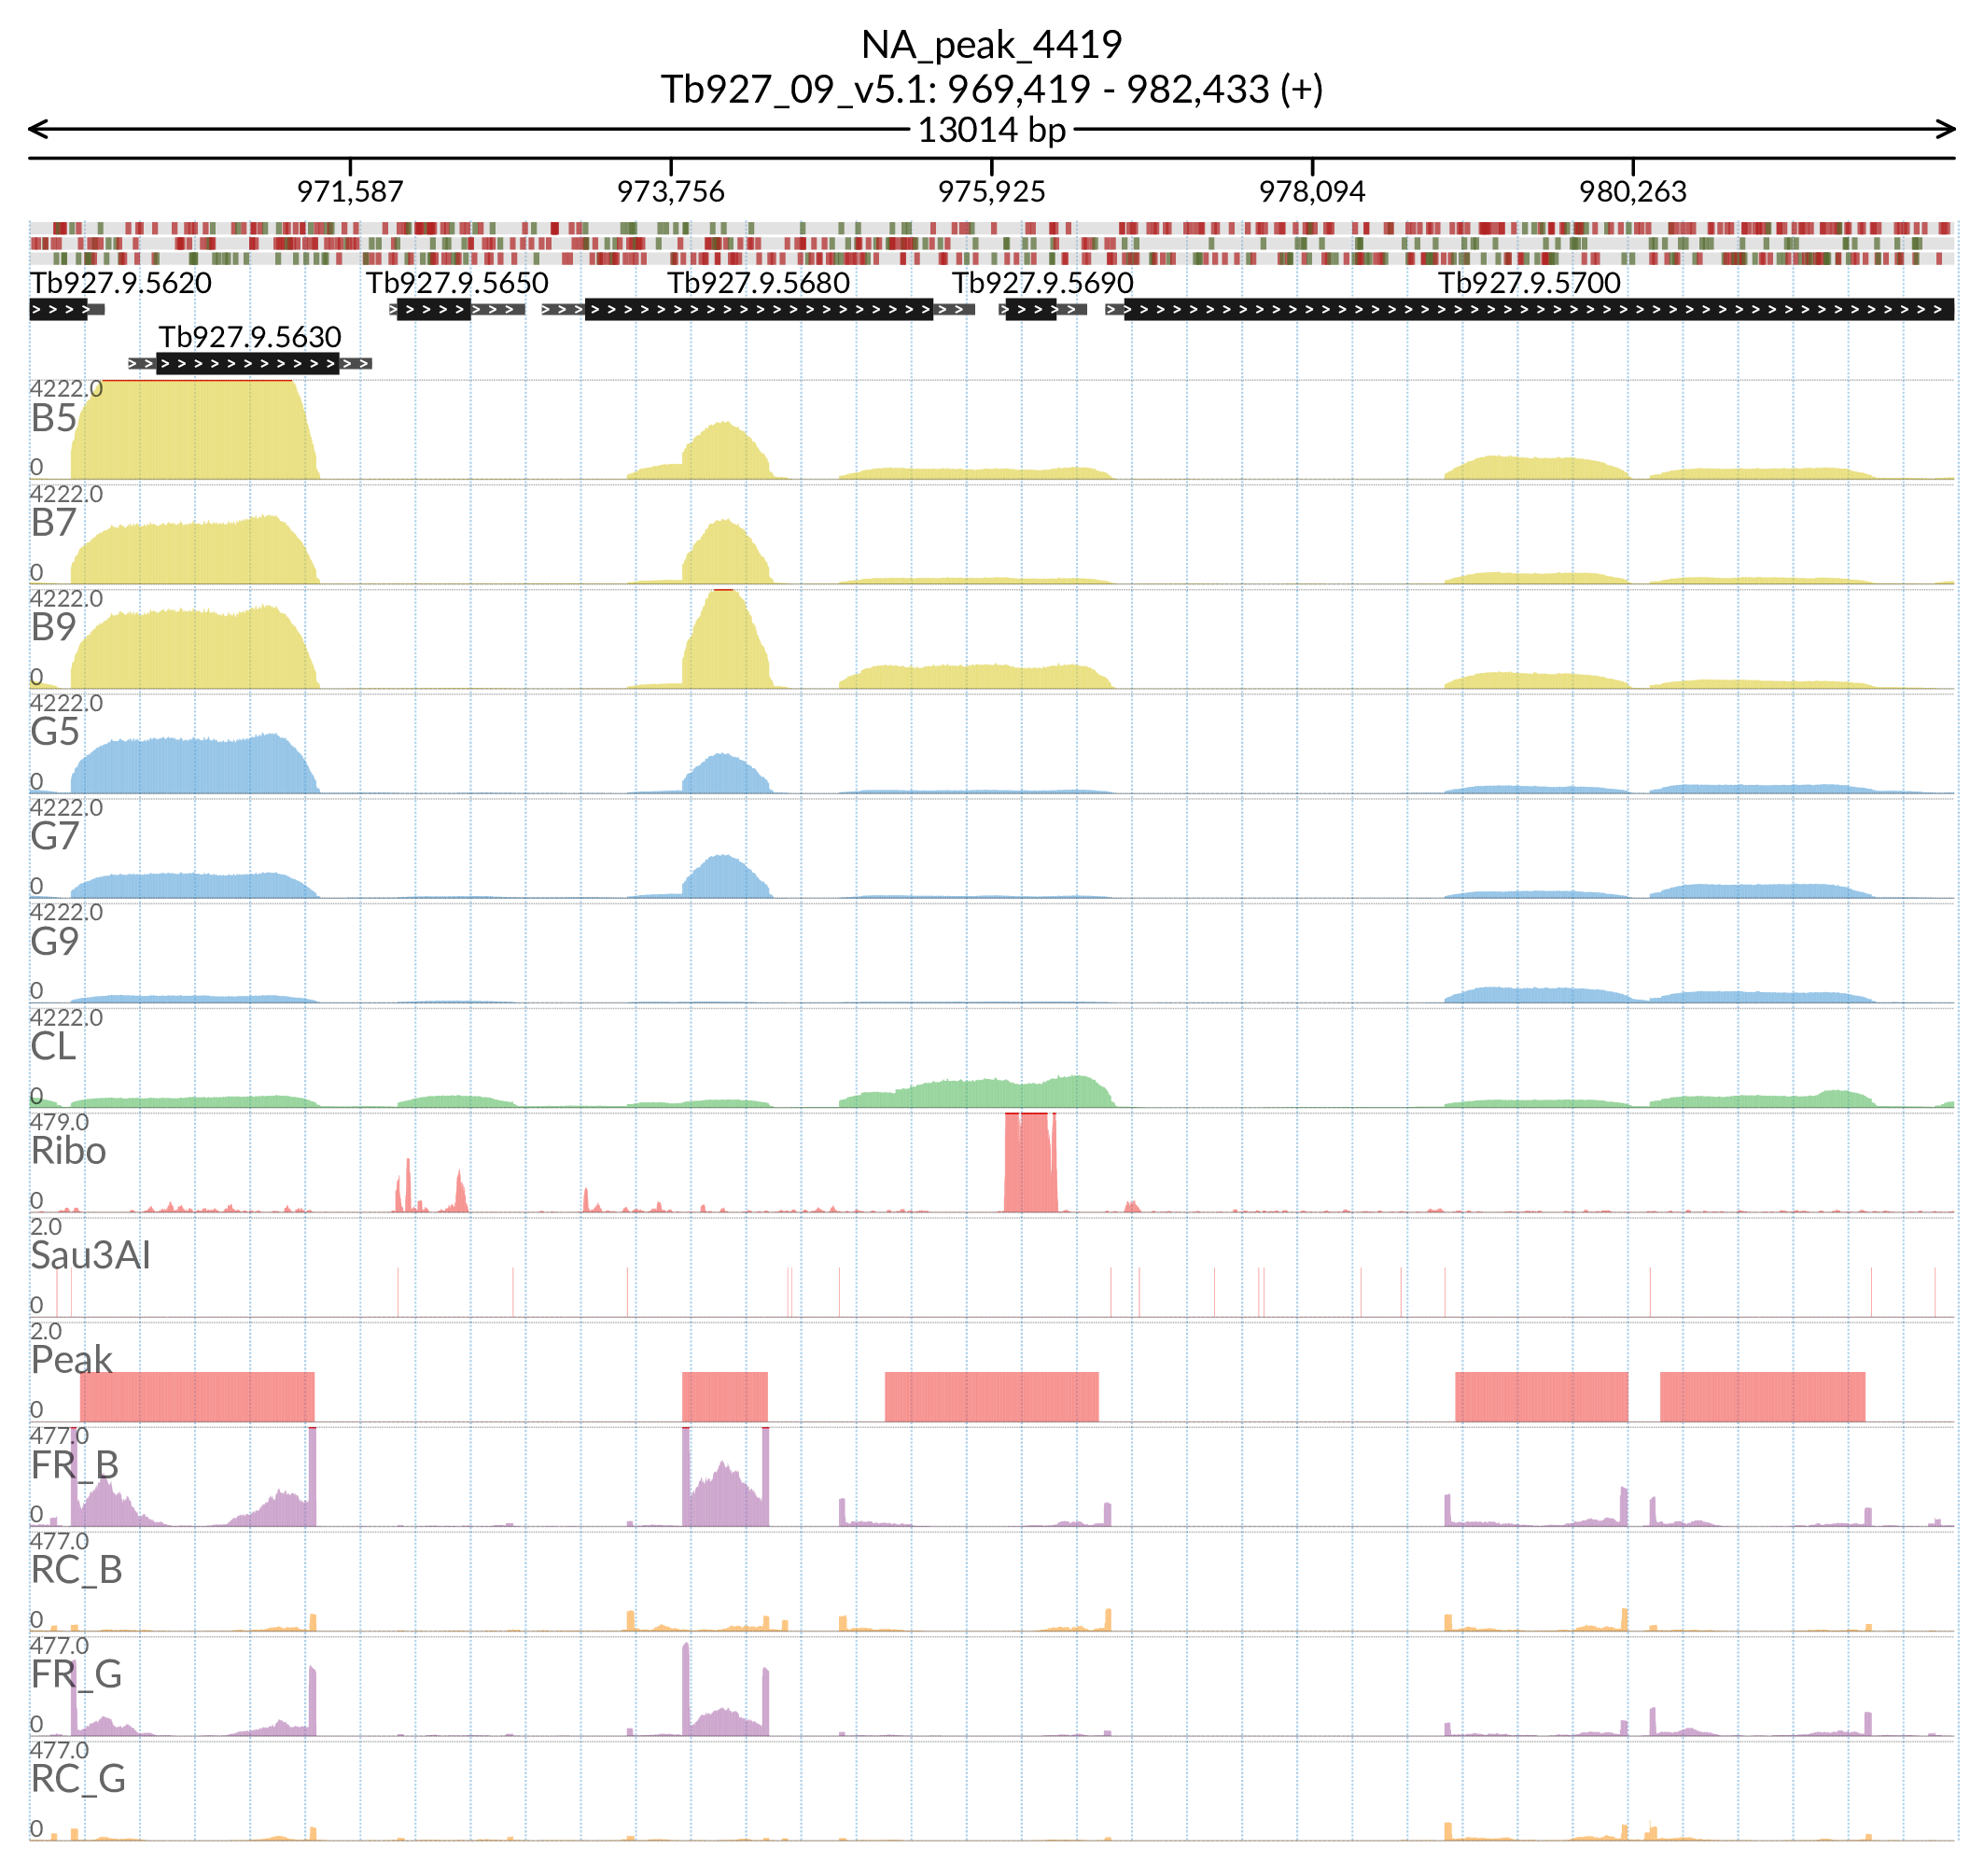 NA_peak_4419
Tb927_09_v5.1: 969,419 - 982,433 (+)
13014 bp
971,587 973,756 975,925 978,094 980,263
Tb927.9.5620 Tb927.9.5650 Tb927.9.5680 Tb927.9.5690 Tb927.9.5700
Tb927.9.5630
4222.0
B5
0
4222.0
B7
0
4222.0
B9
0
4222.0
G5
0
4222.0
G7
0
4222.0
G9
0
4222.0
CL
0
479.0
Ribo
0
2.0
Sau3AI
0
2.0
Peak
0
477.0
FR_B
0
477.0
RC_B
0
477.0
FR_G
0
477.0
RC_G
0